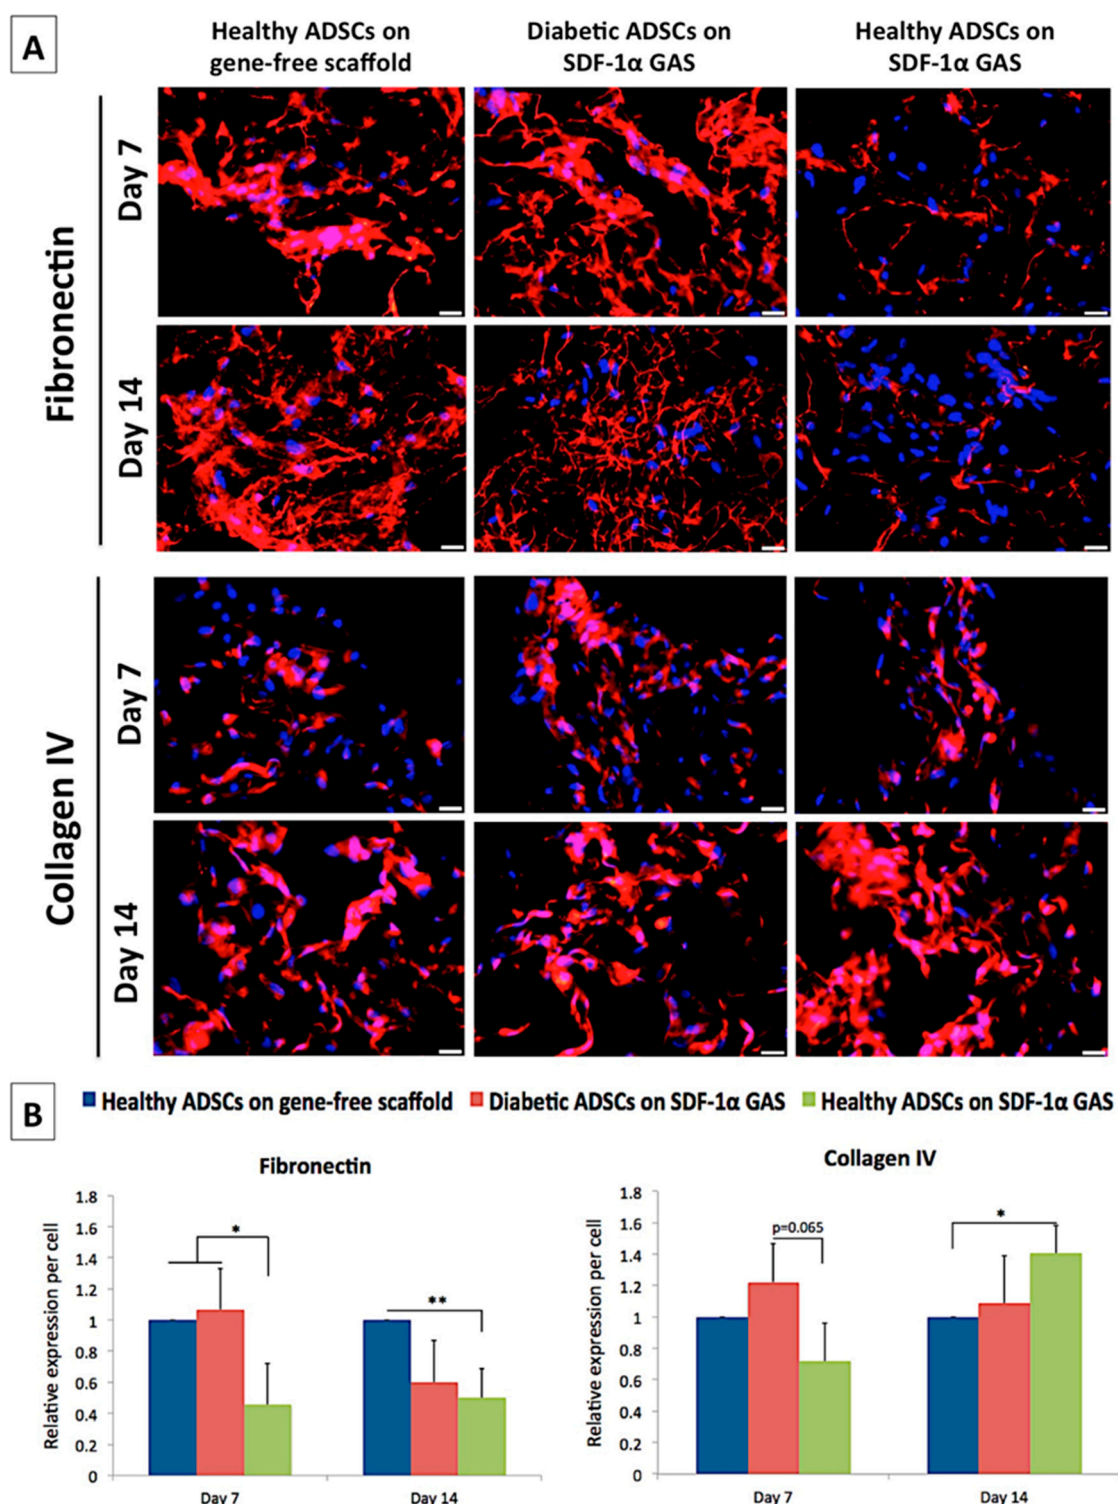 A
Healthy ADSCs on
gene-free scaffold
Diabetic ADSCs on
SDF-1α GAS
Healthy ADSCs on
SDF-1α GAS
Fibronectin
Day 7
Day 14
Collagen IV
Day 7
Day 14
B
Healthy ADSCs on gene-free scaffold
Diabetic ADSCs on SDF-1α GAS
Healthy ADSCs on SDF-1α GAS
Fibronectin
Relative expression per cell
1.8
1.6
1.4
1.2
1
0.8
0.6
0.4
0.2
0
*
**
Day 7
Day 14
Collagen IV
Relative expression per cell
1.8
1.6
1.4
1.2
1
0.8
0.6
0.4
0.2
0
p=0.065
*
Day 7
Day 14